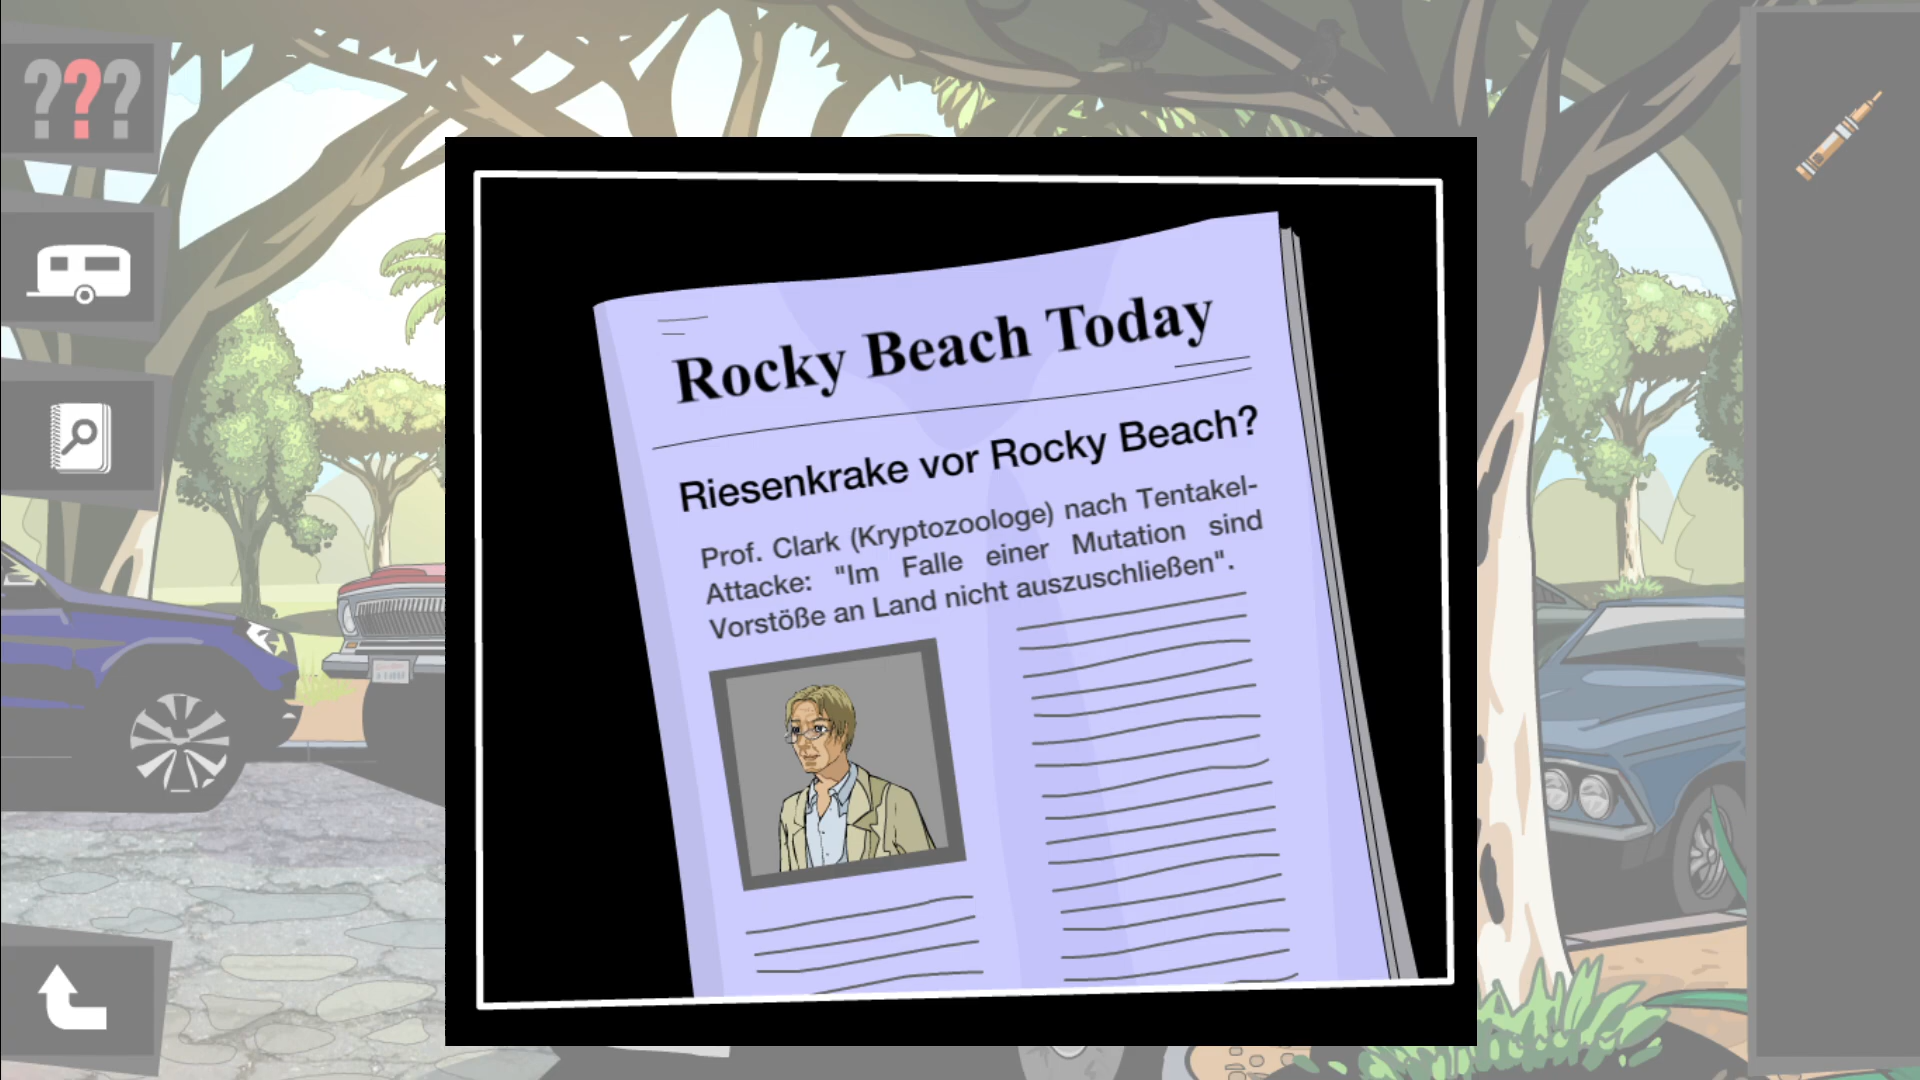 ???
Rocky Beach Today
Riesenkrake vor Rocky Beach?
Prof. Clark (Kryptozoologe) nach Tentakel-
Attacke: "Im Falle einer Mutation sind
Vorstöße an Land nicht auszuschließen".